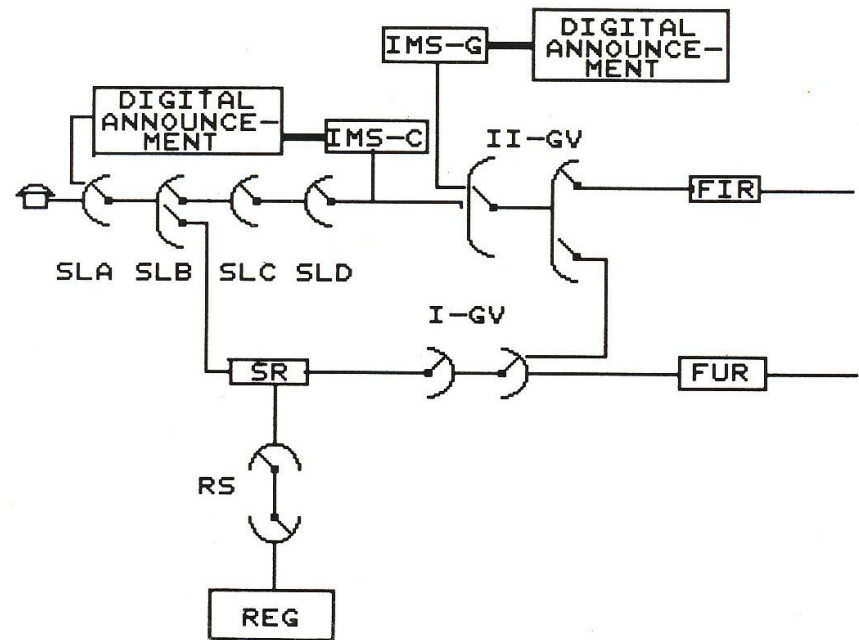 IMS-G
DIGITAL
ANNOUNCE-
MENT
DIGITAL
ANNOUNCE-
MENT
IMS-C
II-GV
FIR
SLA SLB SLC SLD
I-GV
SR
FUR
RS
REG